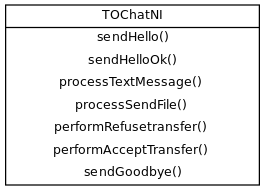 TOChatNI
sendHello()
sendHelloOk()
processTextMessage()
processSendFile()
performRefusetransfer()
performAcceptTransfer()
sendGoodbye()